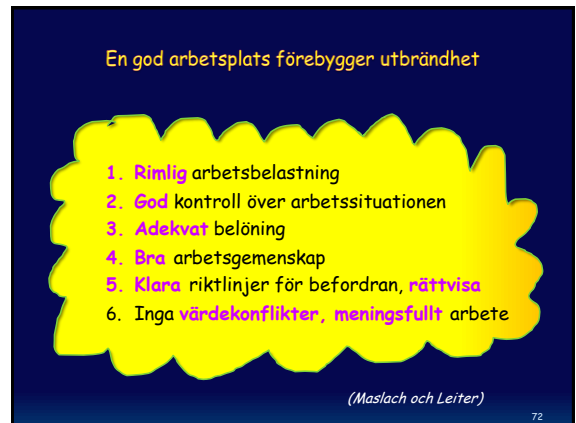 En god arbetsplats förebygger utbrändhet
1. Rimlig arbetsbelastning
2. God kontroll över arbetssituationen
3. Adekvat belöning
4. Bra arbetsgemenskap
5. Klara riktlinjer för befordran, rättvisa
6. Inga värdekonflikter, meningsfullt arbete
(Maslach och Leiter)
72